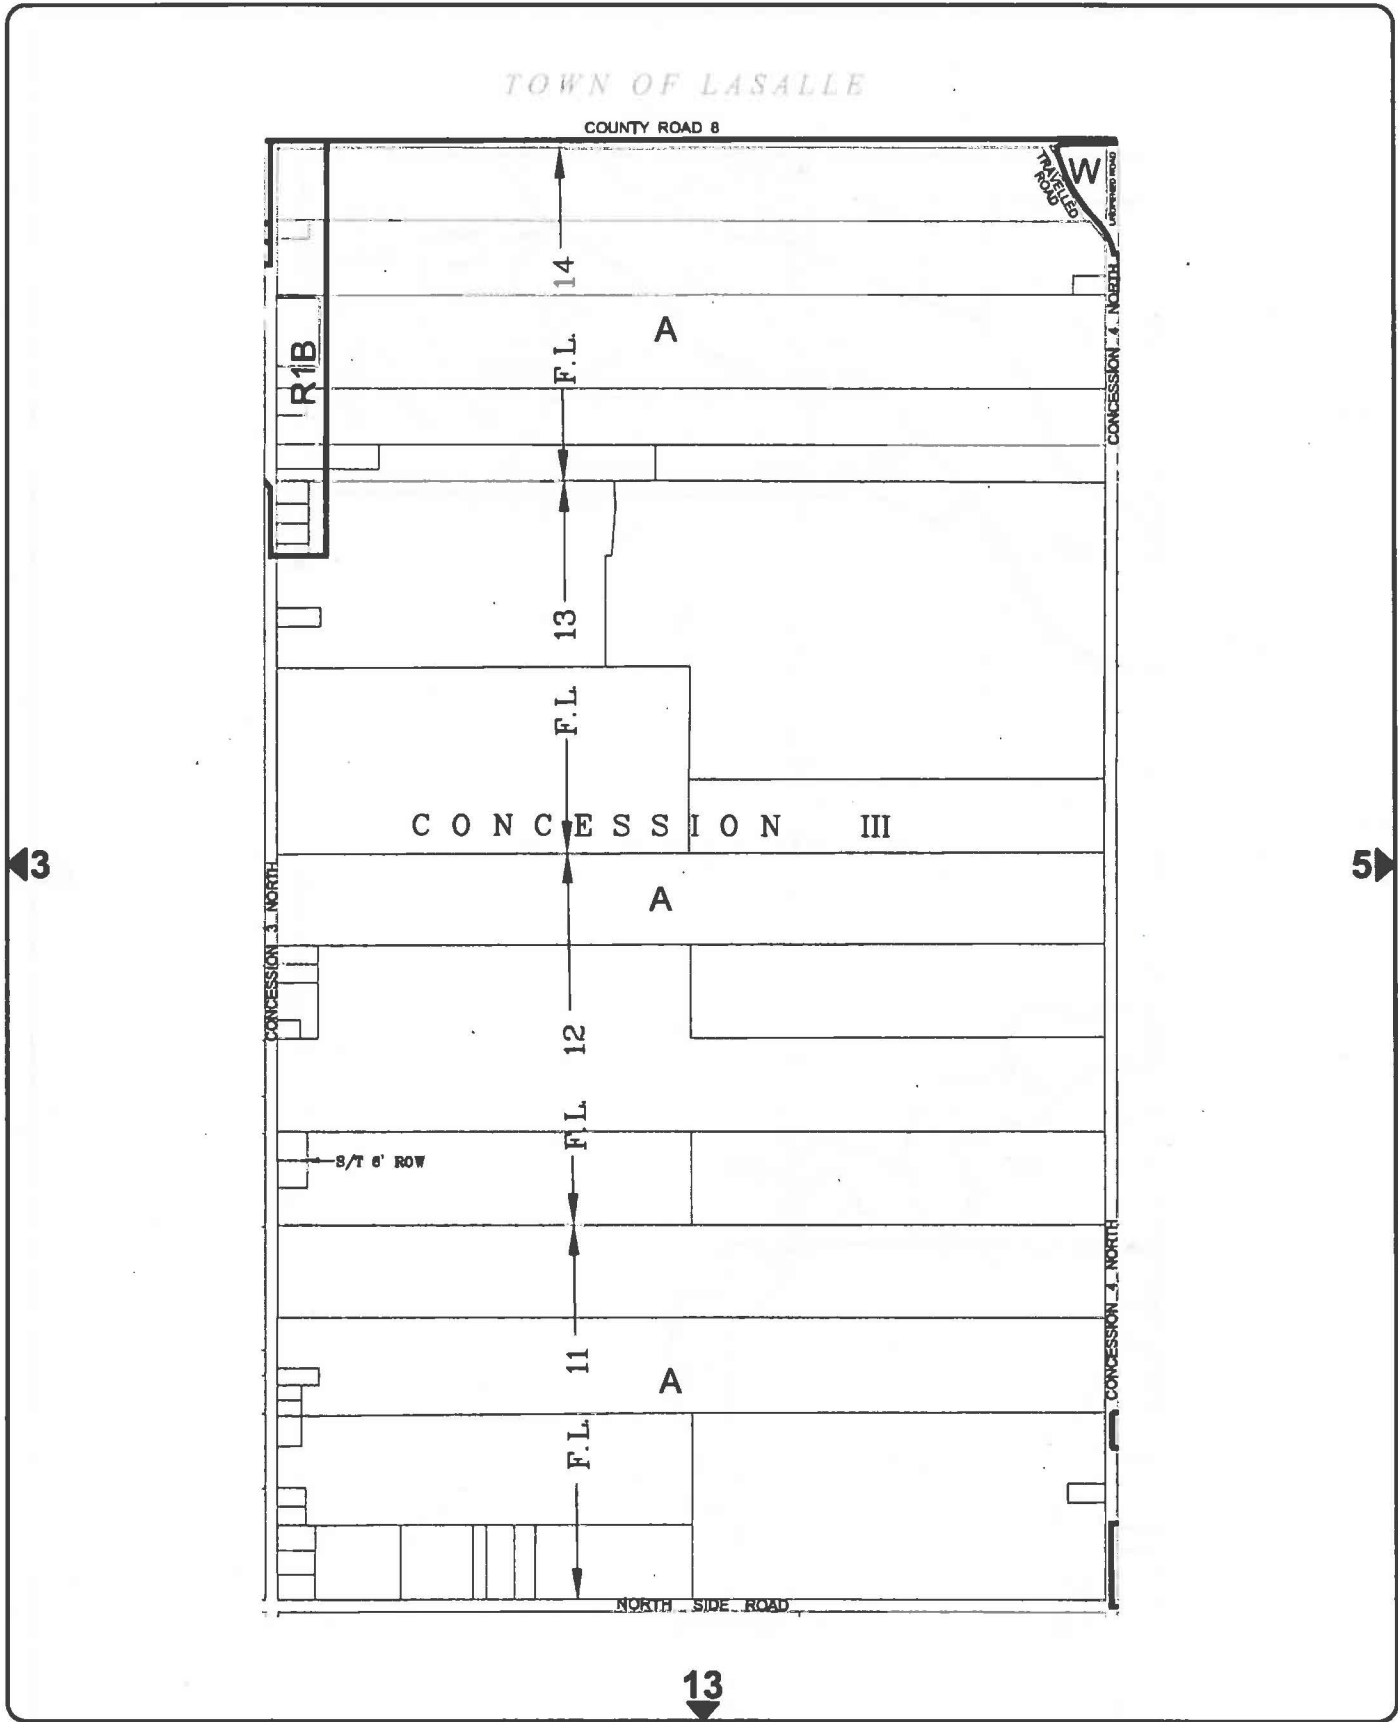 TOWN OF LASALLE
COUNTY ROAD 8
W
TRAVELLED
ROAD
14
F.L.
A
R1B
CONCESSION 4 NORTH
13
F.L.
CONCESSION III
3
5
A
CONCESSION 3 NORTH
12
F.L.
S/T 6' ROW
CONCESSION 4 NORTH
11
A
F.L.
NORTH SIDE ROAD
13